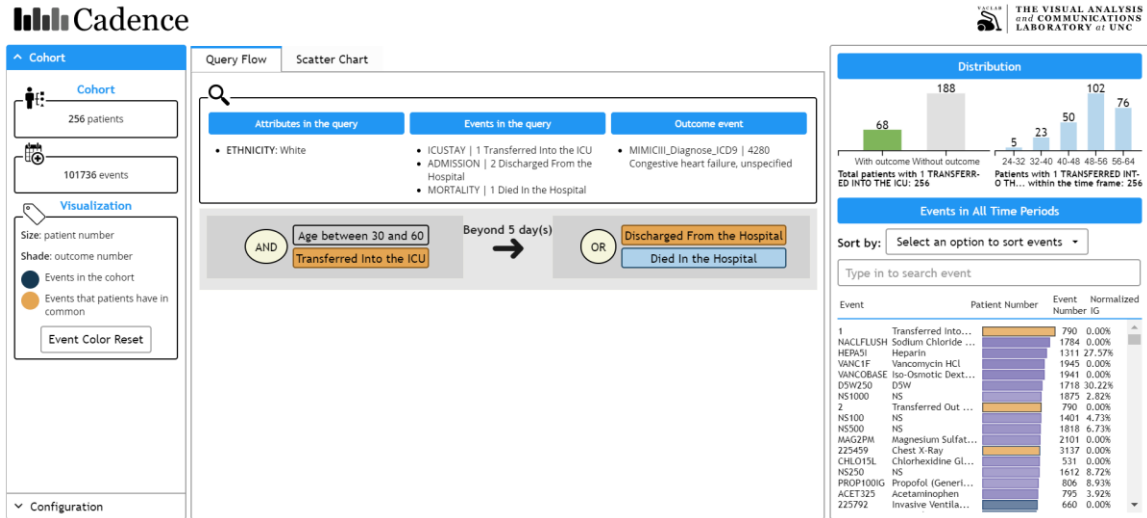 Cadence
VACLAB
THE VISUAL ANALYSIS
and COMMUNICATIONS
LABORATORY at UNC
Cohort
Cohort
256 patients
101736 events
Visualization
Size: patient number
Shade: outcome number
Events in the cohort
Events that patients have in
common
Event Color Reset
Configuration
Query Flow Scatter Chart
Attributes in the query Events in the query Outcome event
• ETHNICITY: White
• ICUSTAY | 1 Transferred Into the ICU
• ADMISSION | 2 Discharged From the
Hospital
• MORTALITY | 1 Died In the Hospital
• MIMICIII_Diagnose_ICD9 | 4280
Congestive heart failure, unspecified
AND
Age between 30 and 60
Transferred Into the ICU
Beyond 5 day(s)
OR
Discharged From the Hospital
Died In the Hospital
Distribution
68 188
With outcome Without outcome
Total patients with 1 TRANSFERR-
ED INTO THE ICU: 256
5 23 50 102 76
24-32 32-40 40-48 48-56 56-64
Patients with 1 TRANSFERRED INT-
O TH... within the time frame: 256
Events in All Time Periods
Sort by: Select an option to sort events
Type in to search event
Event Patient Number Event Number Normalized IG
1 Transferred Into... 790 0.00%
NACLFLUSH Sodium Chloride ... 1784 0.00%
HEPA5I Heparin 1311 27.57%
VANC1F Vancomycin HCl 1945 0.00%
VANCOBASE Iso-Osmotic Dext... 1941 0.00%
D5W250 D5W 1718 30.22%
NS1000 NS 1875 2.82%
2 Transferred Out ... 790 0.00%
NS100 NS 1401 4.73%
NS500 NS 1818 6.73%
MAG2PM Magnesium Sulfat... 2101 0.00%
225459 Chest X-Ray 3137 0.00%
CHLO15L Chlorhexidine Gl... 531 0.00%
NS250 NS 1612 8.72%
PROP100IG Propofol (Generi... 806 8.93%
ACET325 Acetaminophen 795 3.92%
225792 Invasive Ventila... 660 0.00%